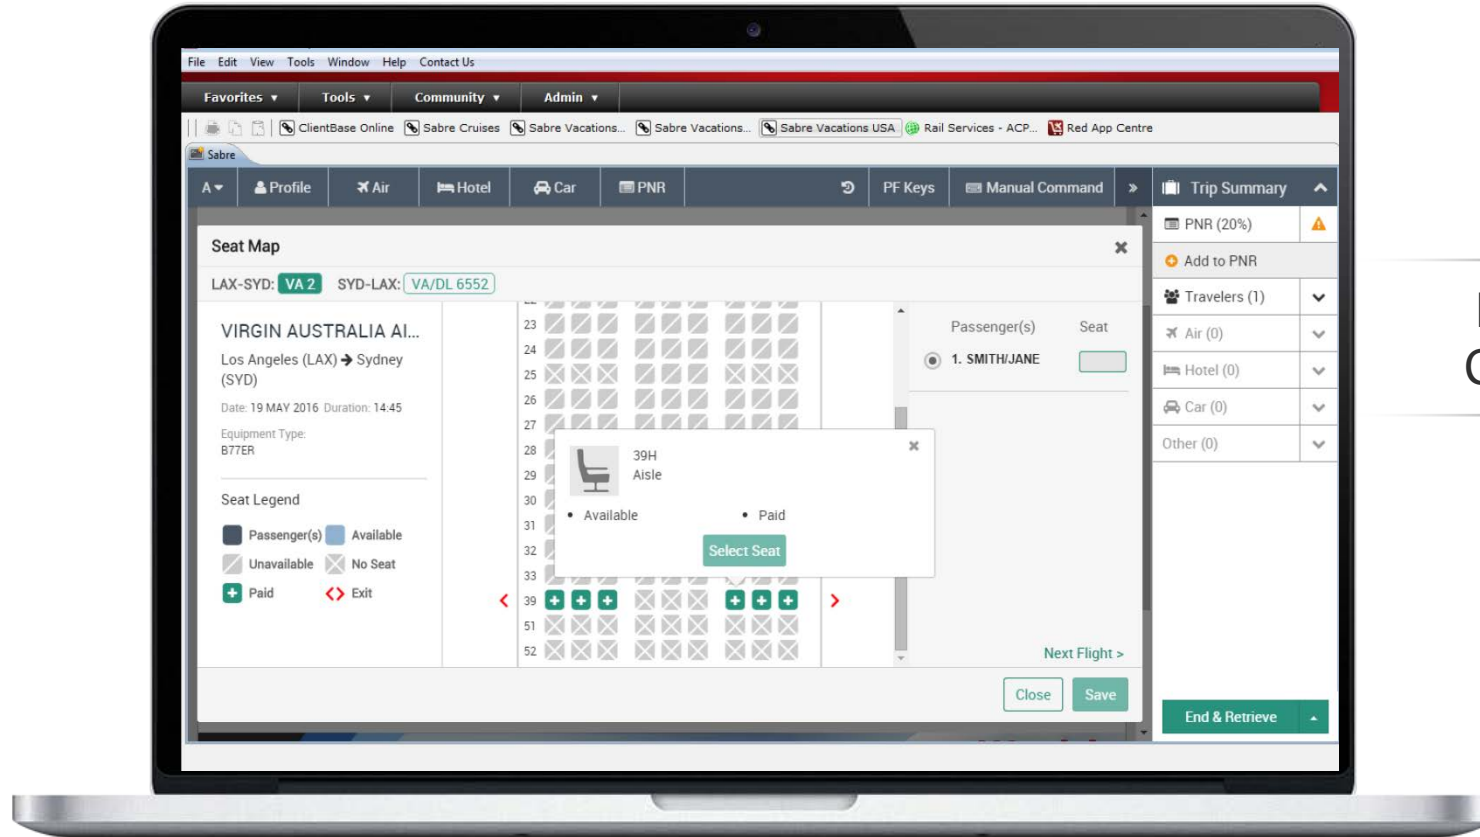 File Edit View Tools Window Help Contact Us
Favorites Tools Community Admin
ClientBase Online Sabre Cruises Sabre Vacations... Sabre Vacations... Sabre Vacations USA Rail Services - ACP... Red App Centre
Sabre
A Profile Air Hotel Car PNR PF Keys Manual Command » Trip Summary
PNR (20%)
Add to PNR
Travelers (1)
Air (0)
Hotel (0)
Car (0)
Other (0)
End & Retrieve
Seat Map
LAX-SYD: VA 2 SYD-LAX: VA/DL 6552
VIRGIN AUSTRALIA AI...
Los Angeles (LAX) → Sydney
(SYD)
Date: 19 MAY 2016 Duration: 14:45
Equipment Type:
B77ER
Seat Legend
Passenger(s) Available
Unavailable No Seat
Paid Exit
23
24
25
26
27
28
29
30
31
32
33
39
51
52
39H
Aisle
• Available • Paid
Select Seat
Passenger(s) Seat
1. SMITH/JANE
Next Flight >
Close Save